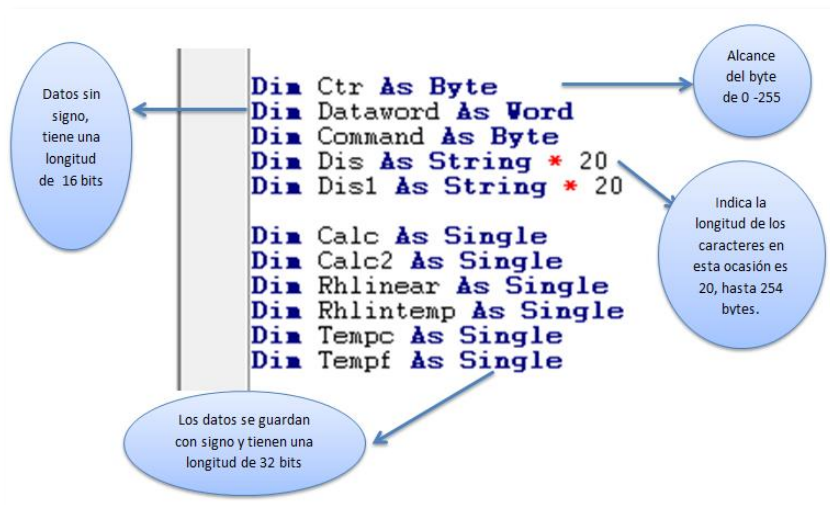 Datos sin
signo,
tiene una
longitud
de 16 bits
Dim Ctr As Byte
Dim Dataword As Word
Dim Command As Byte
Dim Dis As String * 20
Dim Dis1 As String * 20
Dim Calc As Single
Dim Calc2 As Single
Dim Rhlinear As Single
Dim Rhlintemp As Single
Dim Tempc As Single
Dim Tempf As Single
Alcance
del byte
de 0 -255
Indica la
longitud de los
caracteres en
esta ocasión es
20, hasta 254
bytes.
Los datos se guardan
con signo y tienen una
longitud de 32 bits